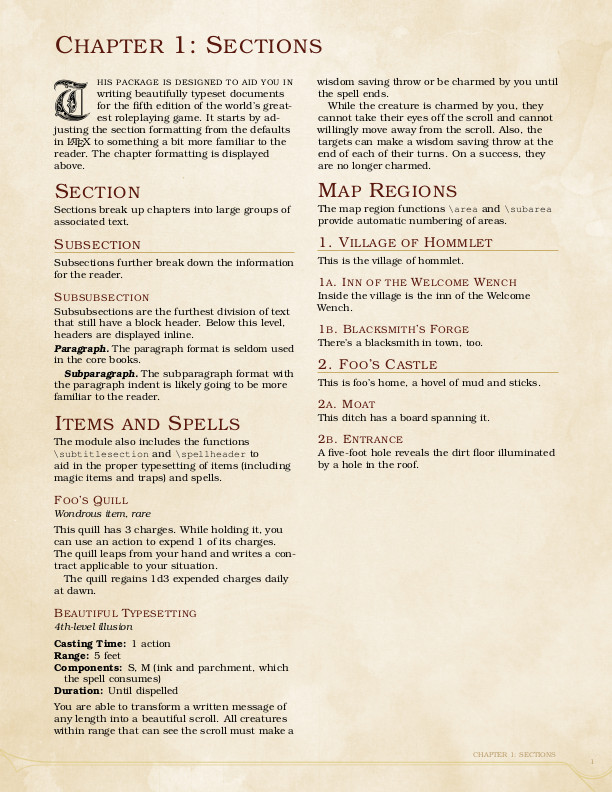 CHAPTER 1: SECTIONS
THIS PACKAGE IS DESIGNED TO AID YOU IN
writing beautifully typeset documents
for the fifth edition of the world's great-
est roleplaying game. It starts by ad-
justing the section formatting from the defaults
in LATEX to something a bit more familiar to the
reader. The chapter formatting is displayed
above.
SECTION
Sections break up chapters into large groups of
associated text.
SUBSECTION
Subsections further break down the information
for the reader.
SUBSUBSECTION
Subsubsections are the furthest division of text
that still have a block header. Below this level,
headers are displayed inline.
Paragraph. The paragraph format is seldom used
in the core books.
Subparagraph. The subparagraph format with
the paragraph indent is likely going to be more
familiar to the reader.
ITEMS AND SPELLS
The module also includes the functions
\subtitlesection and \spellheader to
aid in the proper typesetting of items (including
magic items and traps) and spells.
FOO'S QUILL
Wondrous item, rare
This quill has 3 charges. While holding it, you
can use an action to expend 1 of its charges.
The quill leaps from your hand and writes a con-
tract applicable to your situation.
The quill regains 1d3 expended charges daily
at dawn.
BEAUTIFUL TYPESETTING
4th-level illusion
Casting Time: 1 action
Range: 5 feet
Components: S, M (ink and parchment, which
the spell consumes)
Duration: Until dispelled
You are able to transform a written message of
any length into a beautiful scroll. All creatures
within range that can see the scroll must make a
wisdom saving throw or be charmed by you until
the spell ends.
While the creature is charmed by you, they
cannot take their eyes off the scroll and cannot
willingly move away from the scroll. Also, the
targets can make a wisdom saving throw at the
end of each of their turns. On a success, they
are no longer charmed.
MAP REGIONS
The map region functions \area and \subarea
provide automatic numbering of areas.
1. VILLAGE OF HOMMLET
This is the village of hommlet.
1A. INN OF THE WELCOME WENCH
Inside the village is the inn of the Welcome
Wench.
1B. BLACKSMITH'S FORGE
There's a blacksmith in town, too.
2. FOO'S CASTLE
This is foo's home, a hovel of mud and sticks.
2A. MOAT
This ditch has a board spanning it.
2B. ENTRANCE
A five-foot hole reveals the dirt floor illuminated
by a hole in the roof.
CHAPTER 1: SECTIONS
1